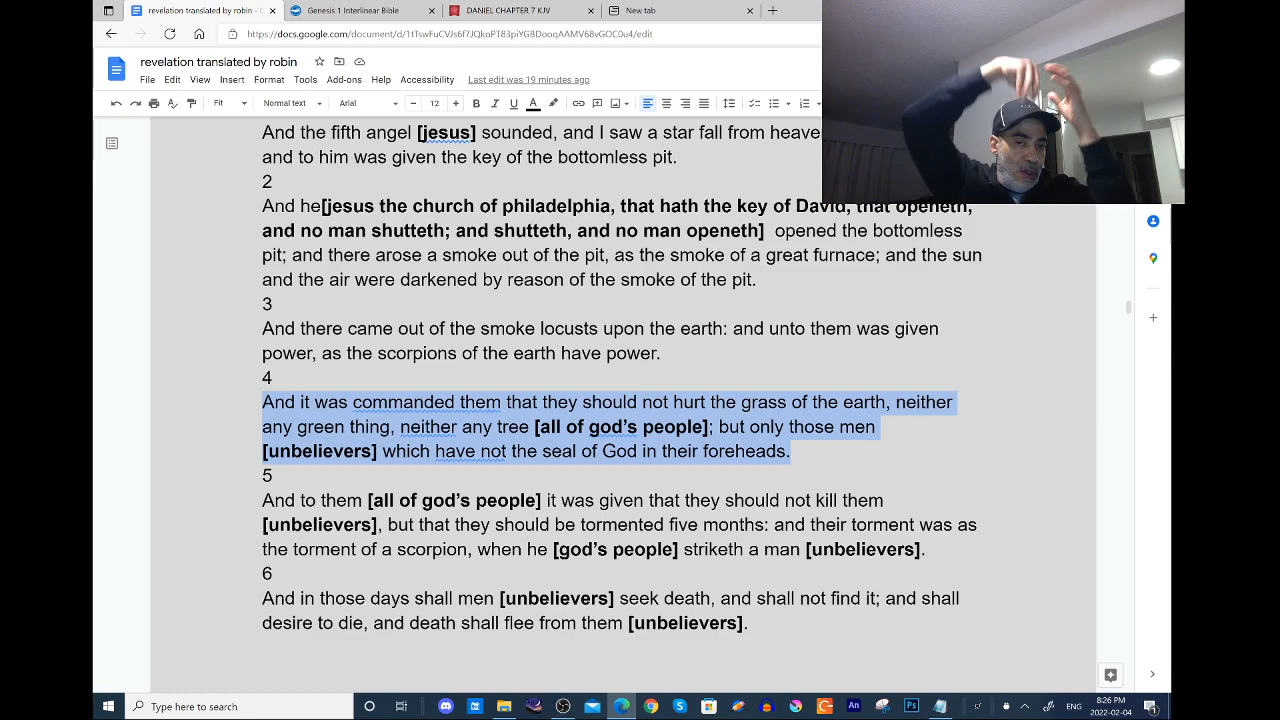 revelation translated by robin -
Genesis 1 Interlinear Bible
DANIEL CHAPTER 7 KJV
New tab
https://docs.google.com/document/d/1tTswFuCVJs6f7JQkoPT83piYGBDooqAAMV68vGOC0u4/edit
revelation translated by robin
File Edit View Insert Format Tools Add-ons Help Accessibility Last edit was 19 minutes ago
Fit Normal text Arial 12 B I U A
And the fifth angel [jesus] sounded, and I saw a star fall from heave
and to him was given the key of the bottomless pit.
2
And he[jesus the church of philadelphia, that hath the key of David, that openeth,
and no man shutteth; and shutteth, and no man openeth] opened the bottomless
pit; and there arose a smoke out of the pit, as the smoke of a great furnace; and the sun
and the air were darkened by reason of the smoke of the pit.
3
And there came out of the smoke locusts upon the earth: and unto them was given
power, as the scorpions of the earth have power.
4
And it was commanded them that they should not hurt the grass of the earth, neither
any green thing, neither any tree [all of god’s people]; but only those men
[unbelievers] which have not the seal of God in their foreheads.
5
And to them [all of god’s people] it was given that they should not kill them
[unbelievers], but that they should be tormented five months: and their torment was as
the torment of a scorpion, when he [god’s people] striketh a man [unbelievers].
6
And in those days shall men [unbelievers] seek death, and shall not find it; and shall
desire to die, and death shall flee from them [unbelievers].
Type here to search
An
Ps
ENG
8:26 PM
2022-02-04
1